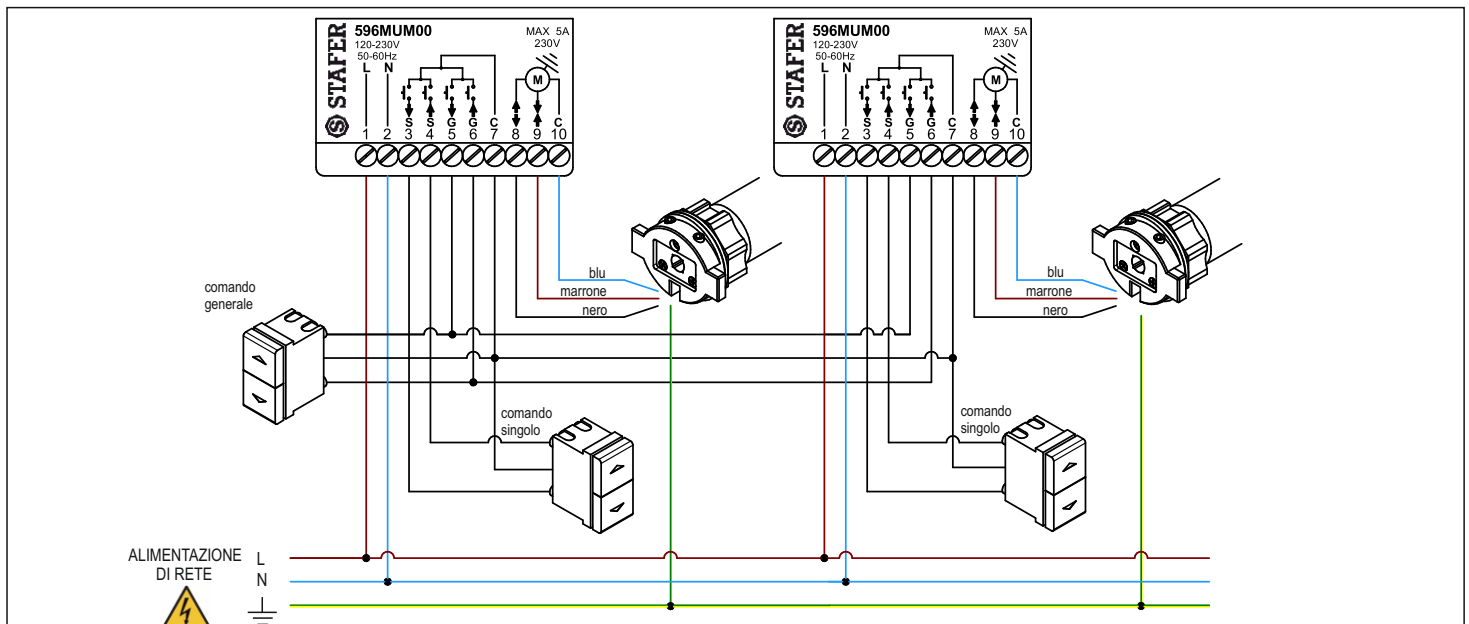 STAFER
596MUM00
120-230V
50-60Hz
MAX 5A
230V
L N
M
S S G G C C
1 2 3 4 5 6 7 8 9 10
STAFER
596MUM00
120-230V
50-60Hz
MAX 5A
230V
L N
M
S S G G C C
1 2 3 4 5 6 7 8 9 10
blu
marrone
nero
blu
marrone
nero
comando
generale
comando
singolo
comando
singolo
ALIMENTAZIONE
DI RETE
L
N